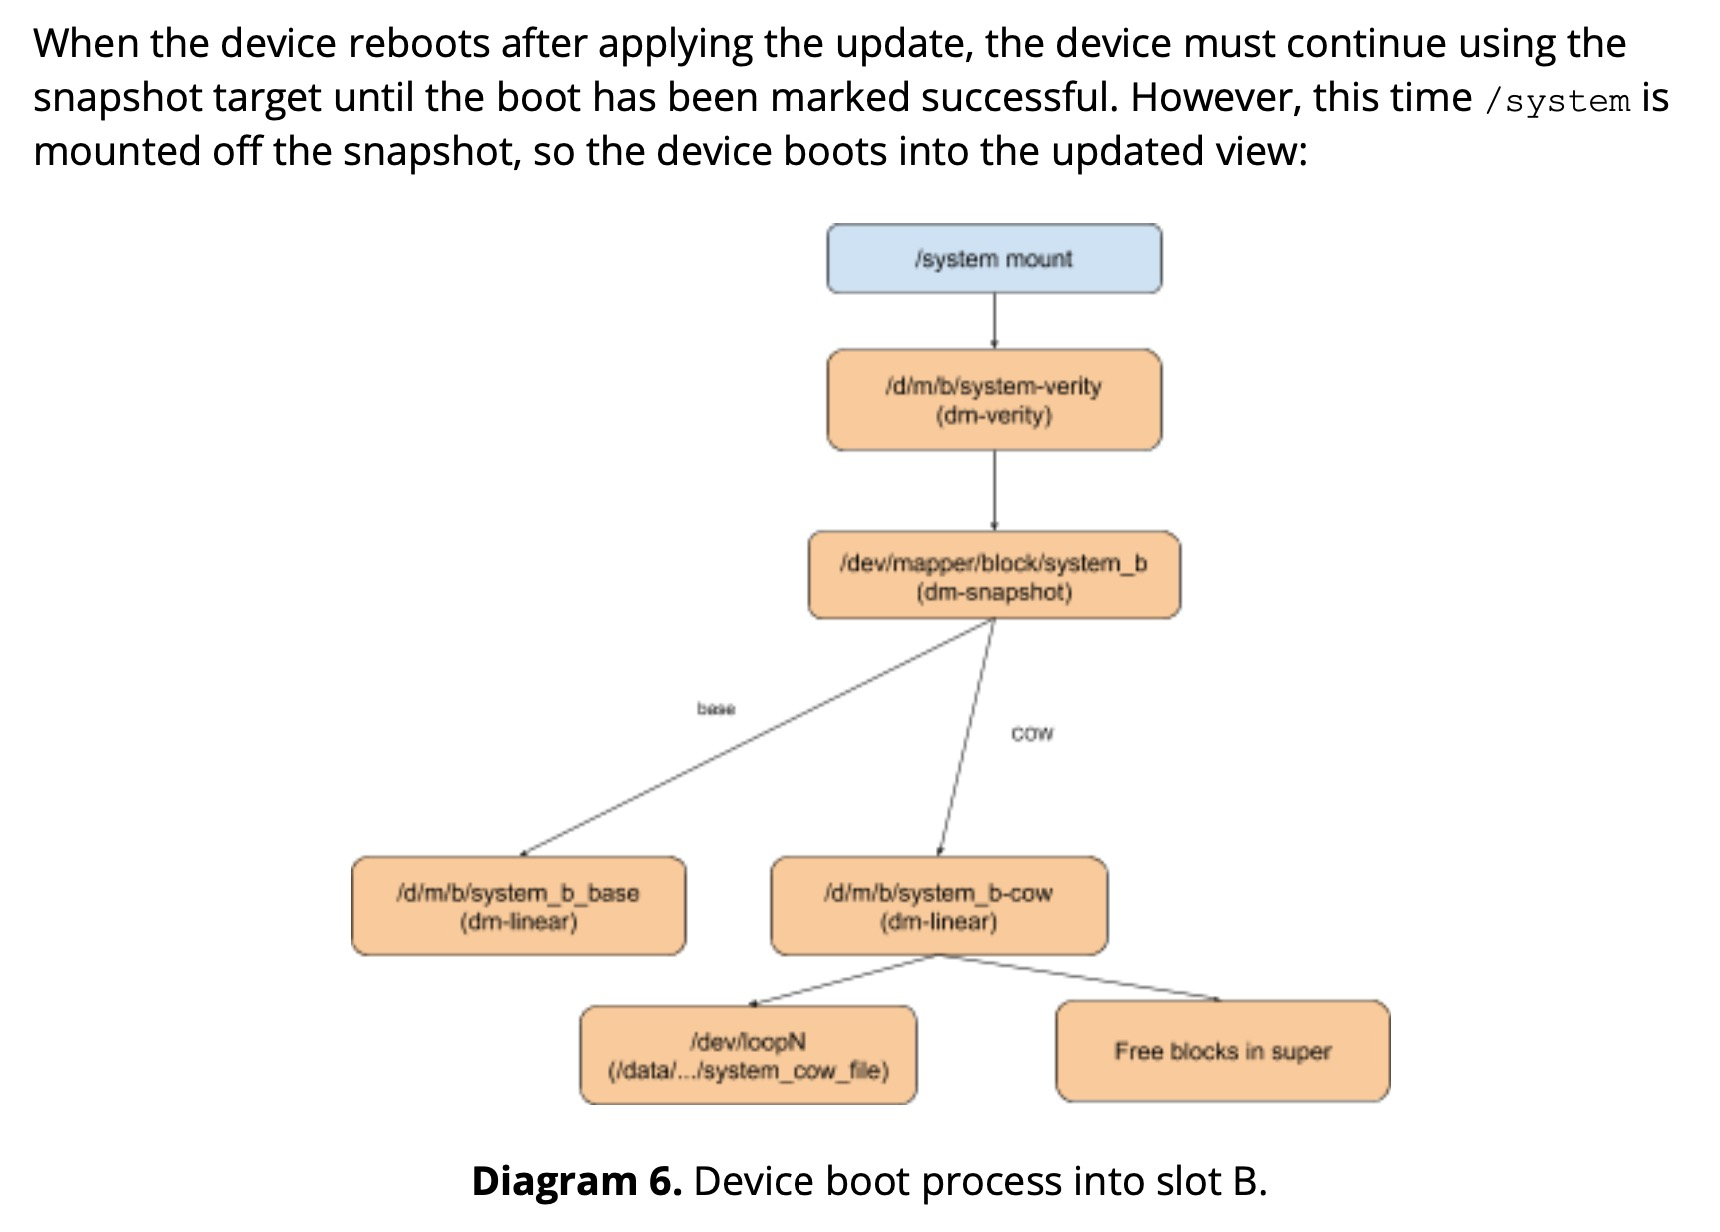 When the device reboots after applying the update, the device must continue using the
snapshot target until the boot has been marked successful. However, this time /system is
mounted off the snapshot, so the device boots into the updated view:
/system mount
/d/m/b/system-verity
(dm-verity)
/dev/mapper/block/system_b
(dm-snapshot)
base
COW
/d/m/b/system_b_base
(dm-linear)
/d/m/b/system_b-cow
(dm-linear)
/dev/loopN
(/data/.../system_cow_file)
Free blocks in super
Diagram 6. Device boot process into slot B.